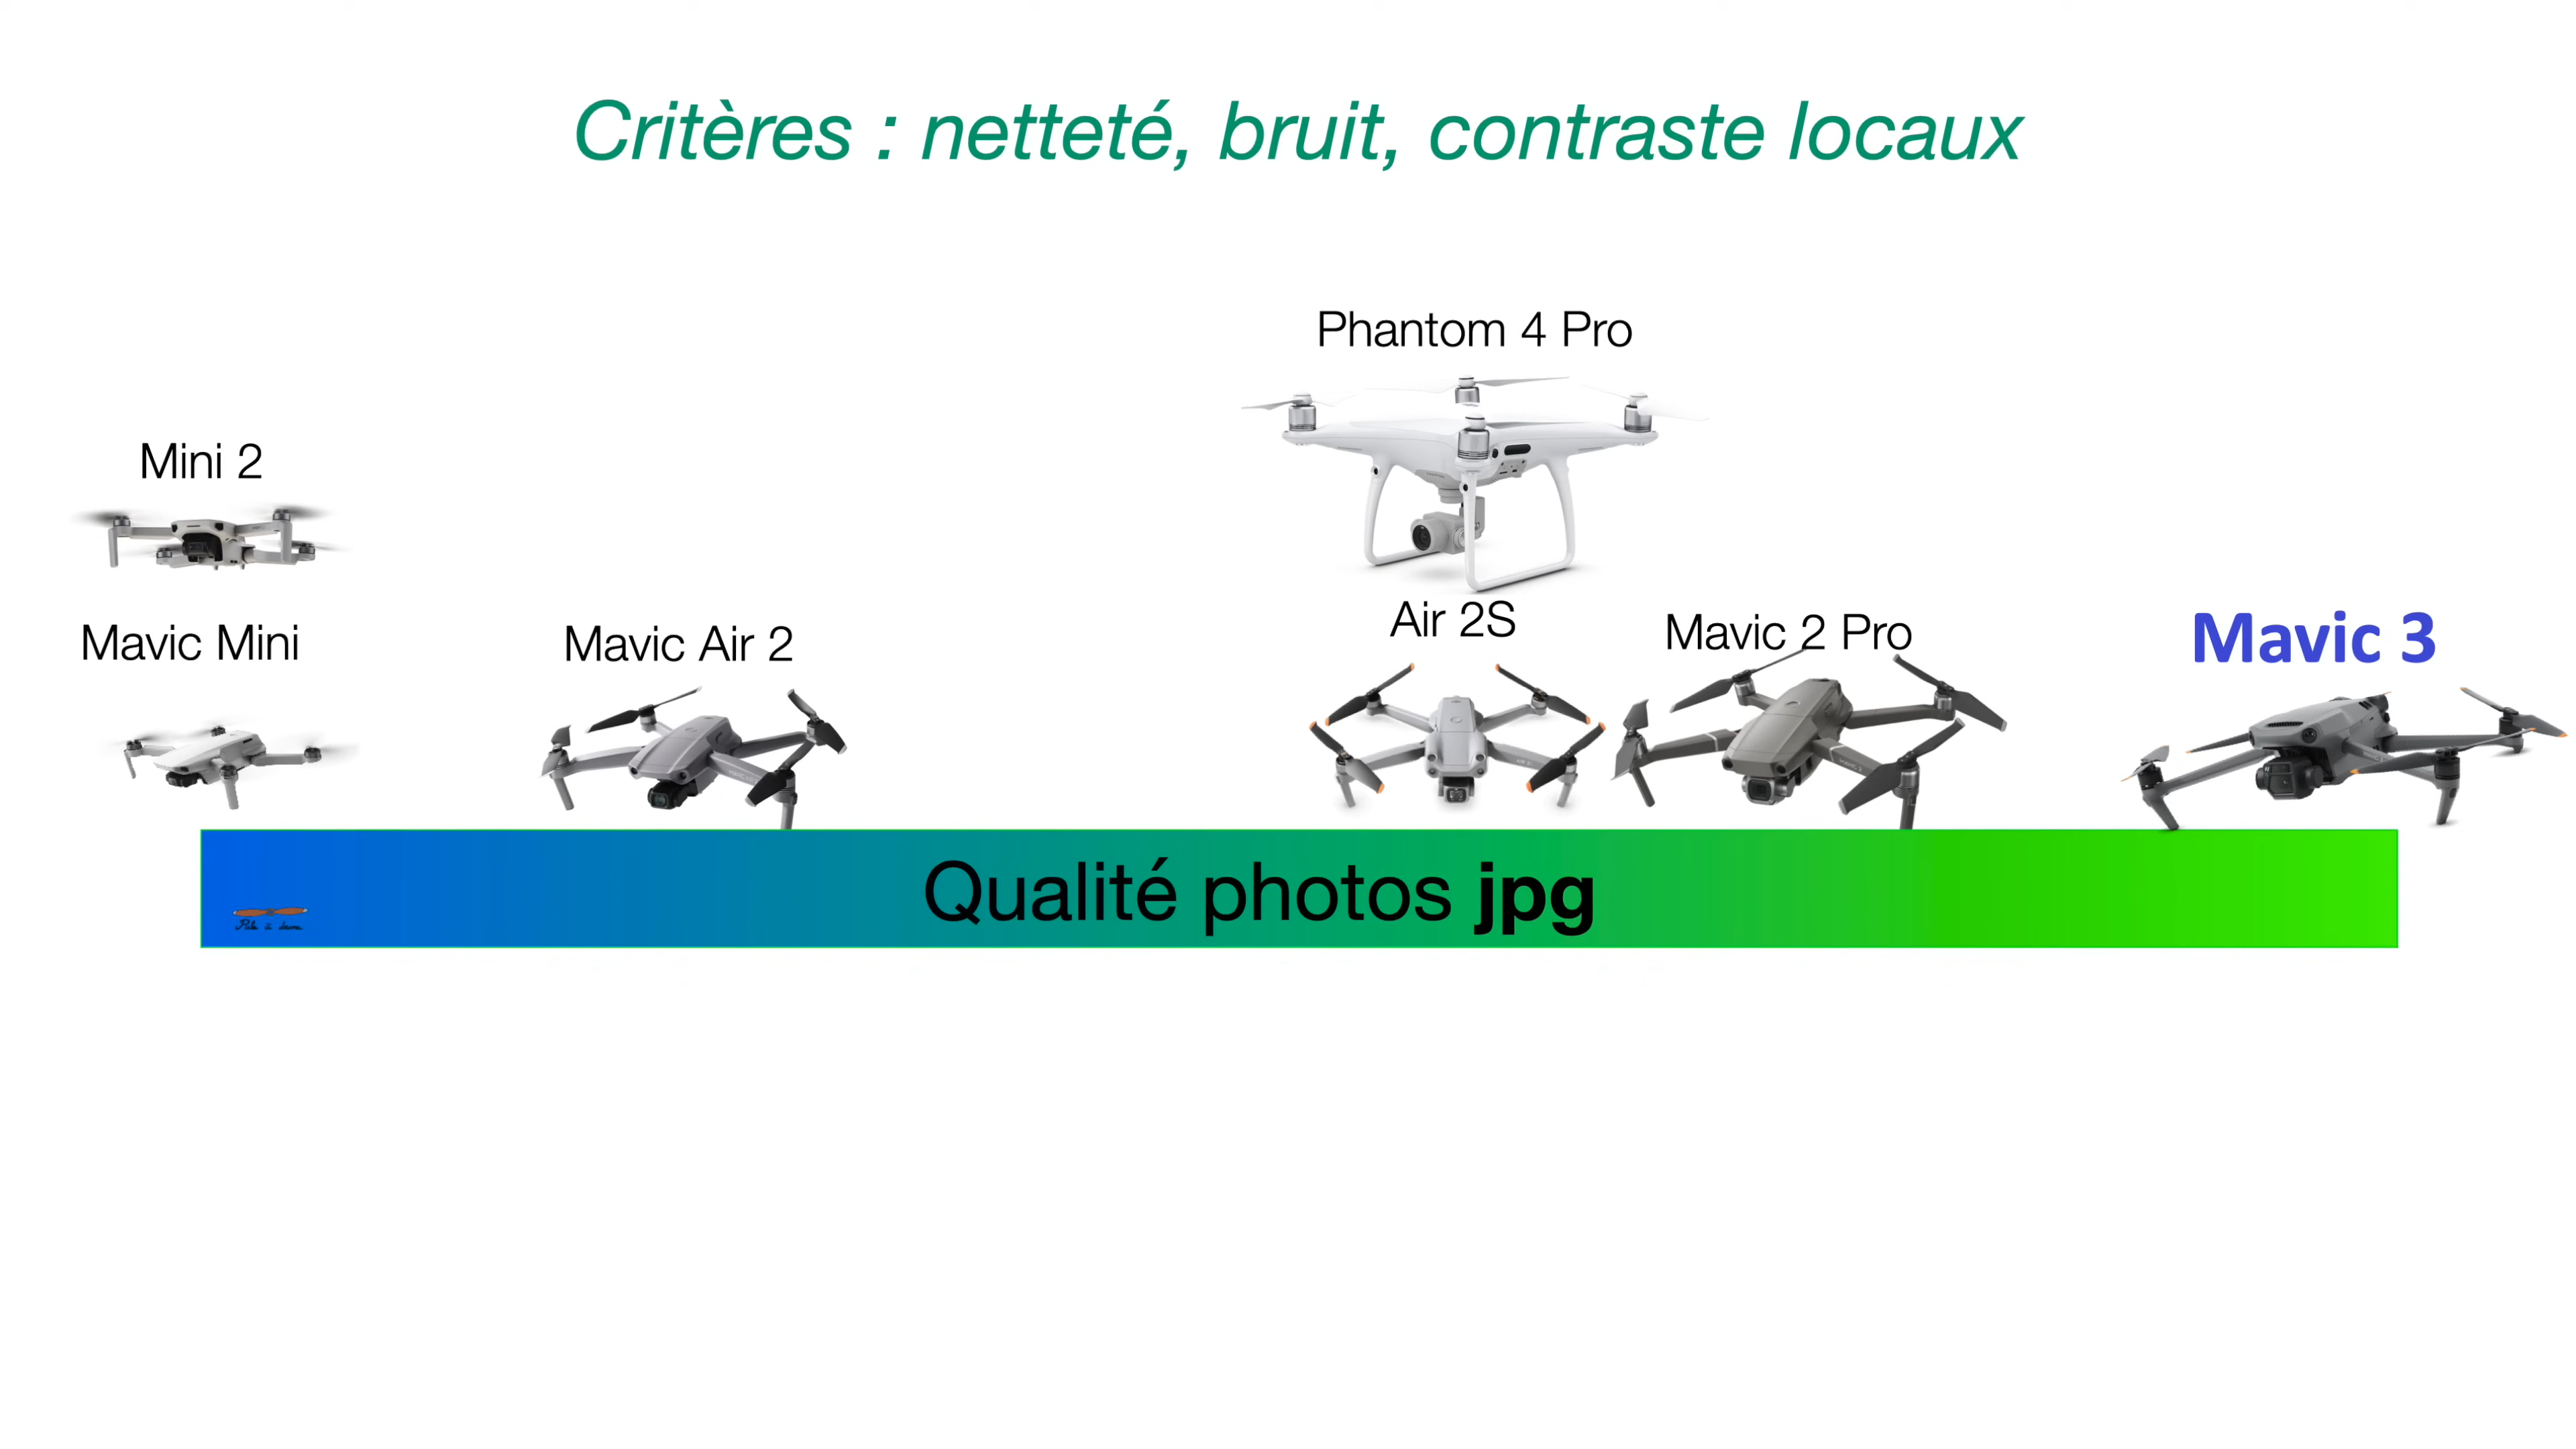 Critères : netteté, bruit, contraste locaux
Phantom 4 Pro
Mini 2
Air 2S
Mavic 2 Pro
Mavic 3
Mavic Mini
Mavic Air 2
Qualité photos jpg